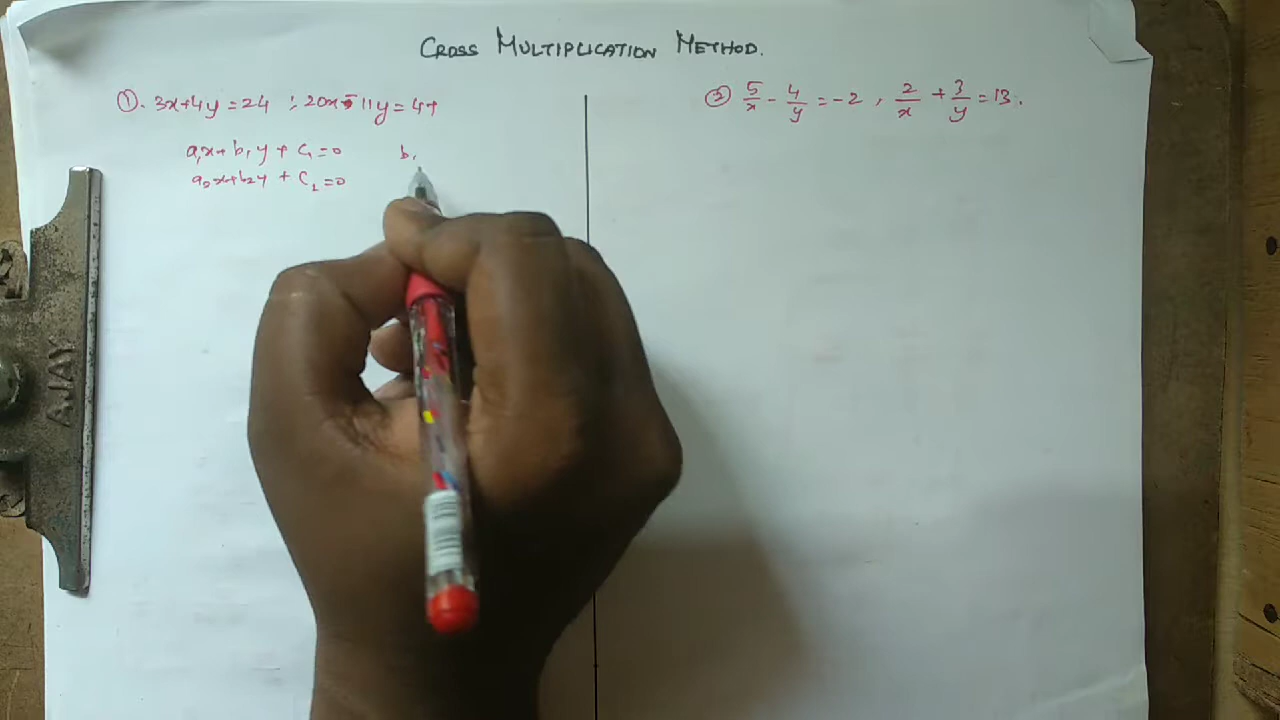 CROSS MULTIPLICATION METHOD.
①. 3x+4y=24 ; 20x-11y=47
a₁x+b₁y+c₁=0 b₁
a₂x+b₂y+c₂=0
② 5/x - 4/y = -2, 2/x + 3/y = 13.
AJAY